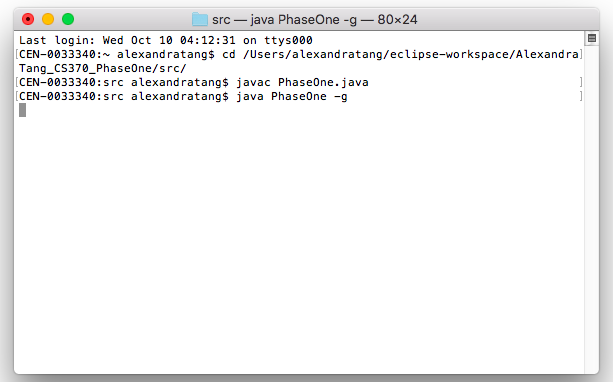 src — java PhaseOne -g — 80×24
Last login: Wed Oct 10 04:12:31 on ttys000
[CEN-0033340:~ alexandratang$ cd /Users/alexandratang/eclipse-workspace/Alexandra]
Tang_CS370_PhaseOne/src/
[CEN-0033340:src alexandratang$ javac PhaseOne.java ]
[CEN-0033340:src alexandratang$ java PhaseOne -g ]